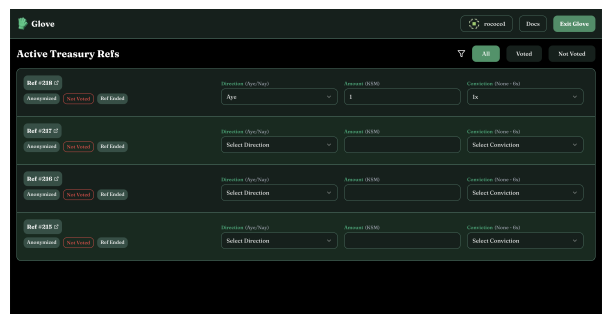 Glove
rococo1
Docs
Exit Glove
Active Treasury Refs
All
Voted
Not Voted
Ref #218
Anonymized
Not Voted
Ref Ended
Direction (Aye/Nay)
Aye
Amount (KSM)
1
Conviction (None - 6x)
1x
Ref #217
Anonymized
Not Voted
Ref Ended
Direction (Aye/Nay)
Select Direction
Amount (KSM)
Conviction (None - 6x)
Select Conviction
Ref #216
Anonymized
Not Voted
Ref Ended
Direction (Aye/Nay)
Select Direction
Amount (KSM)
Conviction (None - 6x)
Select Conviction
Ref #215
Anonymized
Not Voted
Ref Ended
Direction (Aye/Nay)
Select Direction
Amount (KSM)
Conviction (None - 6x)
Select Conviction